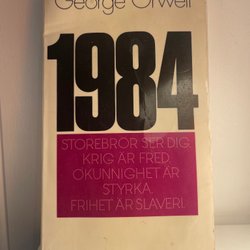 George Orwell
1984
STOREBROR SER DIG.
KRIG ÄR FRED.
OKUNNIGHET ÄR
STYRKA.
FRIHET ÄR SLAVERI.